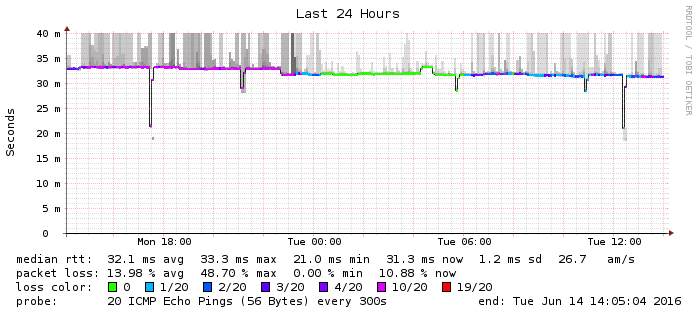 Last 24 Hours
RRDTOOL / TOBI OETIKER
Seconds
40 m
35 m
30 m
25 m
20 m
15 m
10 m
5 m
0
Mon 18:00 Tue 00:00 Tue 06:00 Tue 12:00
median rtt: 32.1 ms avg 33.3 ms max 21.0 ms min 31.3 ms now 1.2 ms sd 26.7 am/s
packet loss: 13.98 % avg 48.70 % max 0.00 % min 10.88 % now
loss color: 0 1/20 2/20 3/20 4/20 10/20 19/20
probe: 20 ICMP Echo Pings (56 Bytes) every 300s end: Tue Jun 14 14:05:04 2016